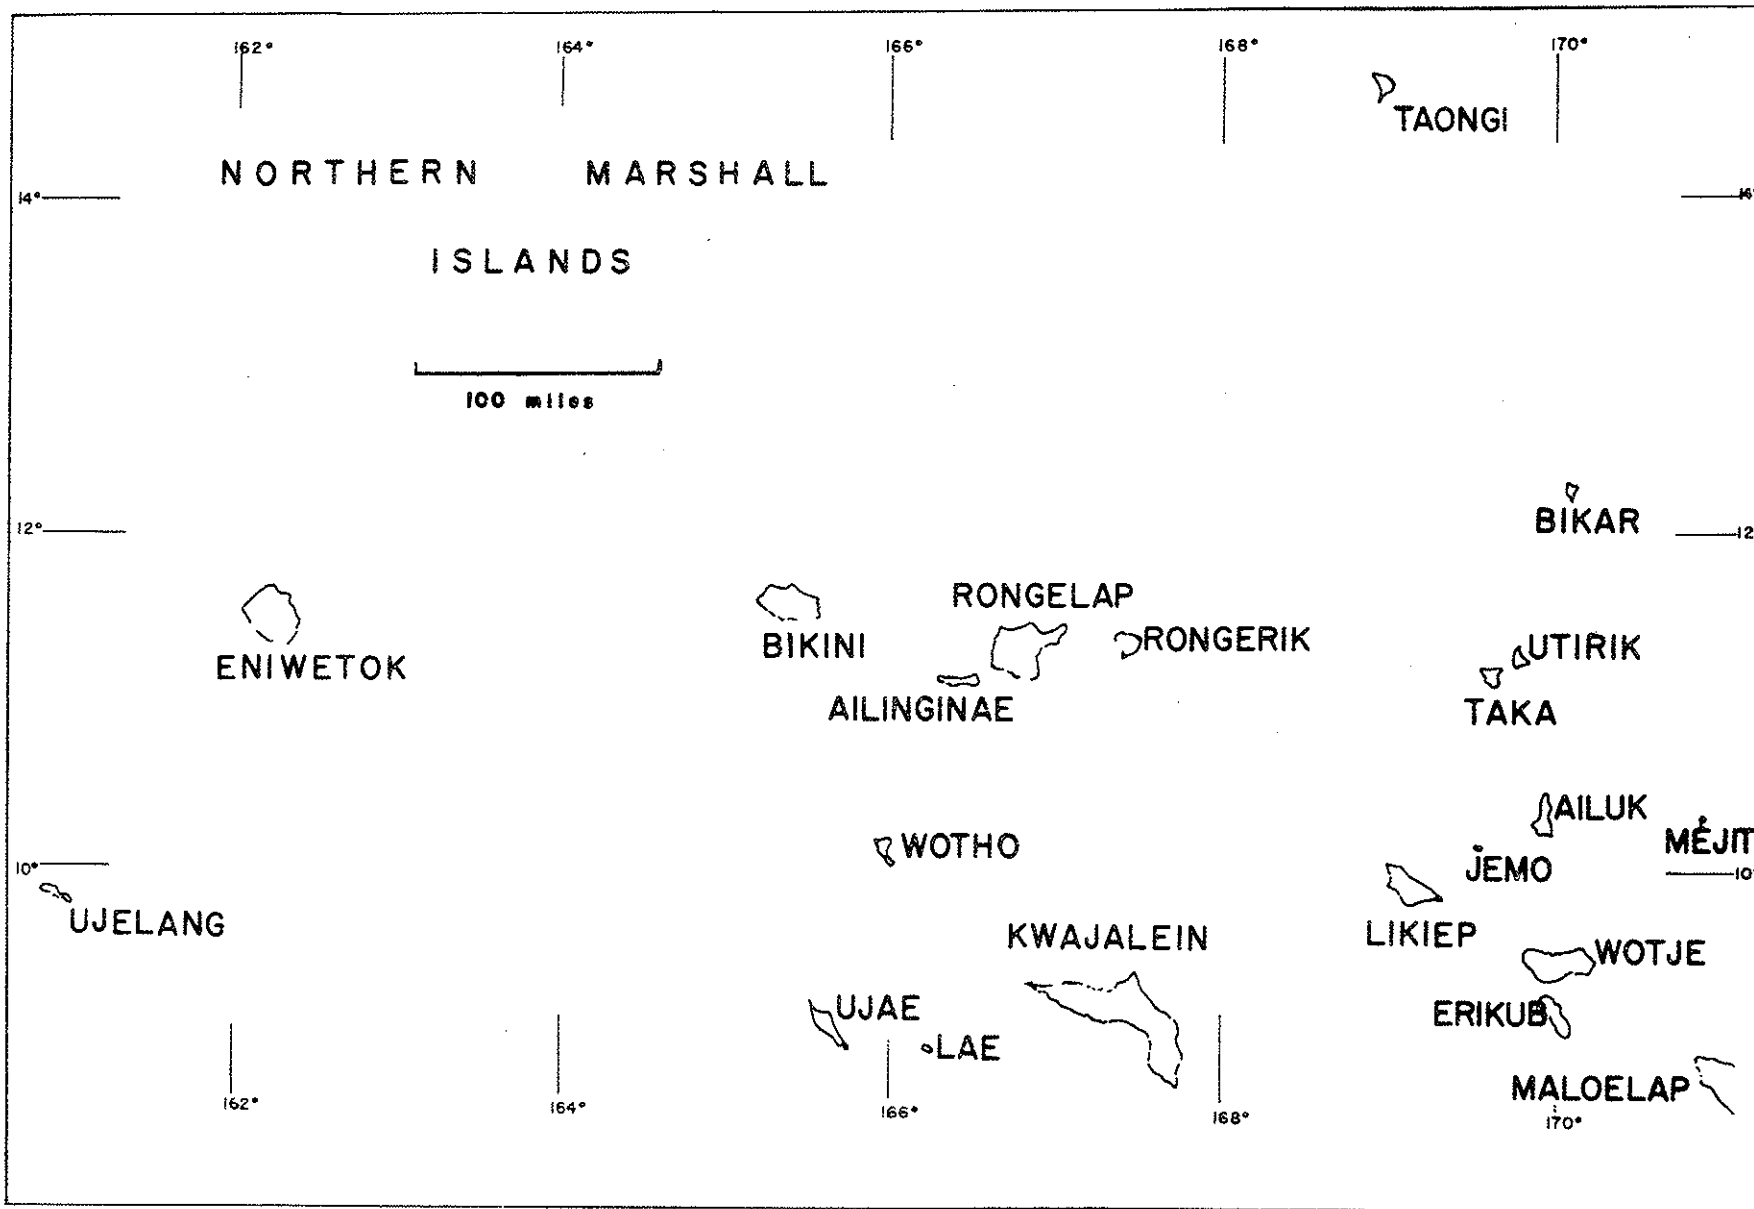 162° 164° 166° 168° 170°
TAONGI
NORTHERN MARSHALL
14° 14°
ISLANDS
100 miles
12° BIKAR 12
RONGELAP
BIKINI RONGERIK UTIRIK
ENIWETOK
AILINGINAE TAKA
AILUK
WOTHO MEJIT
10° JEMO 10°
UJELANG LIKIEP
KWAJALEIN WOTJE
UJAE ERIKUB
LAE
MALOELAP
162° 164° 166° 168° 170°